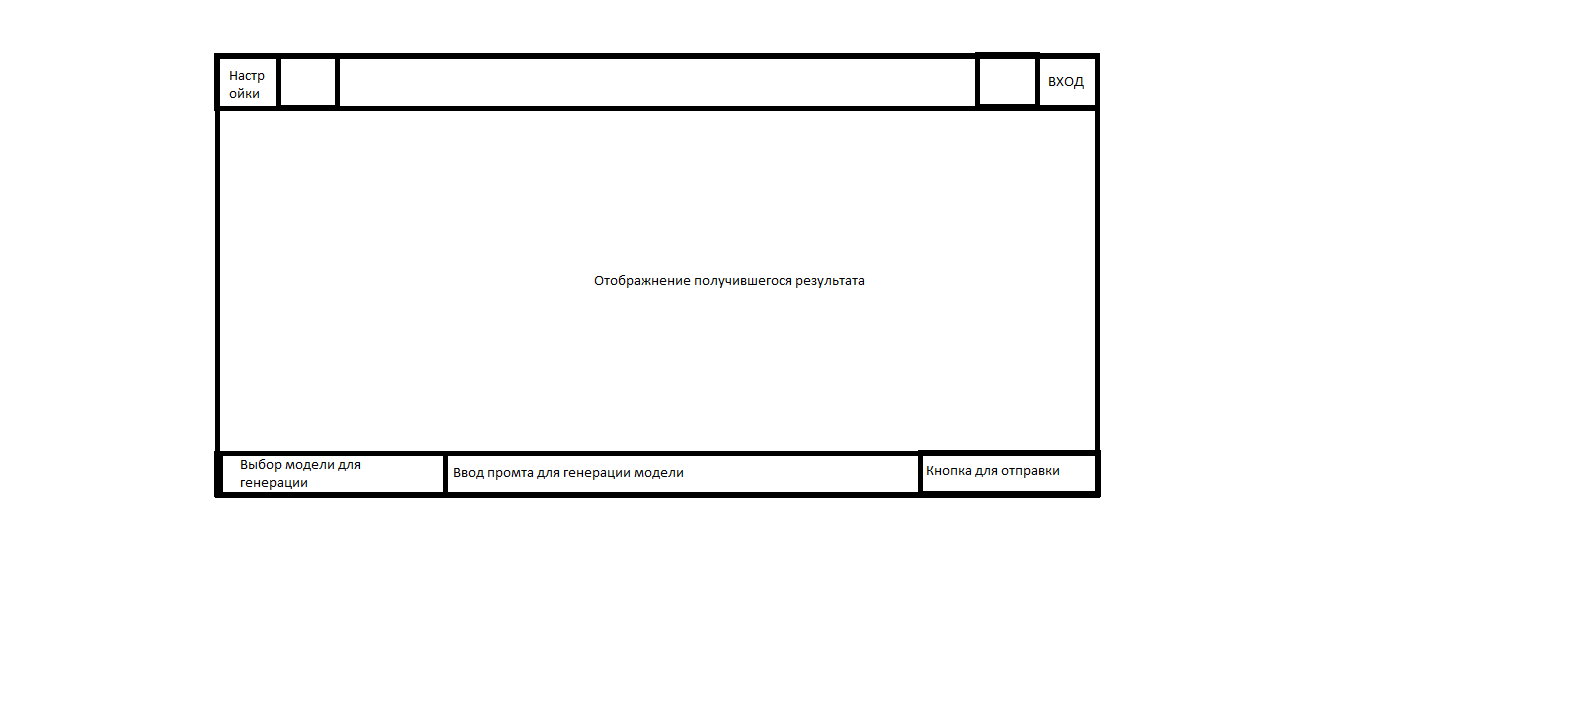 Настр
ойки
ВХОД
Отображнение получившегося результата
Выбор модели для
генерации
Ввод промта для генерации модели
Кнопка для отправки